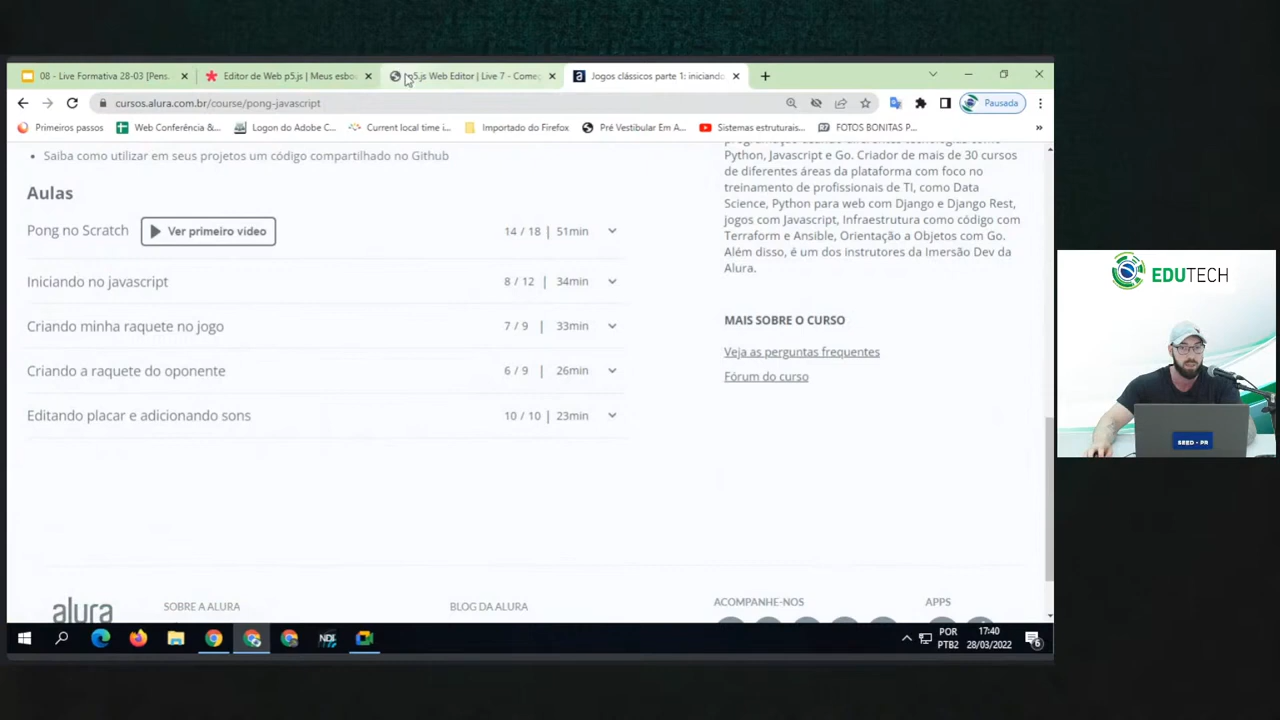 08 - Live Formativa 28-03 [Pens.
Editor de Web p5.js | Meus esbo
p5.js Web Editor | Live 7 - Come
Jogos clássicos parte 1: iniciando
cursos.alura.com.br/course/pong-javascript
Pausada
Primeiros passos
Web Conferência &...
Logon do Adobe C...
Current local time i...
Importado do Firefox
Pré Vestibular Em A...
Sistemas estruturais...
FOTOS BONITAS P...
»
Saiba como utilizar em seus projetos um código compartilhado no Github
Aulas
Pong no Scratch
Ver primeiro vídeo
14 / 18 | 51min
Iniciando no javascript
8 / 12 | 34min
Criando minha raquete no jogo
7 / 9 | 33min
Criando a raquete do oponente
6 / 9 | 26min
Editando placar e adicionando sons
10 / 10 | 23min
Python, Javascript e Go. Criador de mais de 30 cursos
de diferentes áreas da plataforma com foco no
treinamento de profissionais de TI, como Data
Science, Python para web com Django e Django Rest,
jogos com Javascript, Infraestrutura como código com
Terraform e Ansible, Orientação a Objetos com Go.
Além disso, é um dos instrutores da Imersão Dev da
Alura.
MAIS SOBRE O CURSO
Veja as perguntas frequentes
Fórum do curso
alura
SOBRE A ALURA
BLOG DA ALURA
ACOMPANHE-NOS
APPS
POR
PTB2
17:40
28/03/2022
6
EDUTECH
SEED - PR